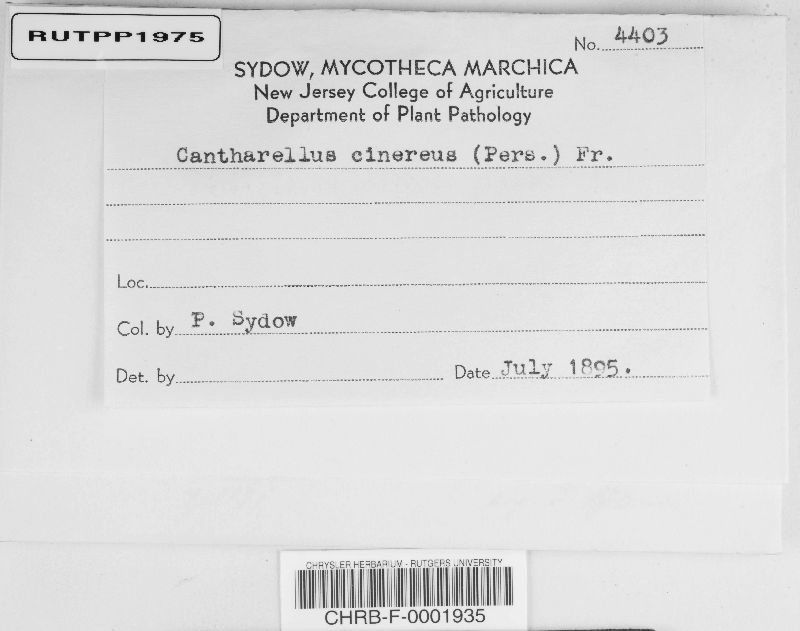 RUTPP1975
No. 4403
SYDOW, MYCOTHECA MARCHICA
New Jersey College of Agriculture
Department of Plant Pathology
Cantharellus cinereus (Pers.) Fr.
Loc.
Col. by P. Sydow
Det. by Date July 1895.
CHRYSLER HERBARIUM - RUTGERS UNIVERSITY
CHRB-F-0001935